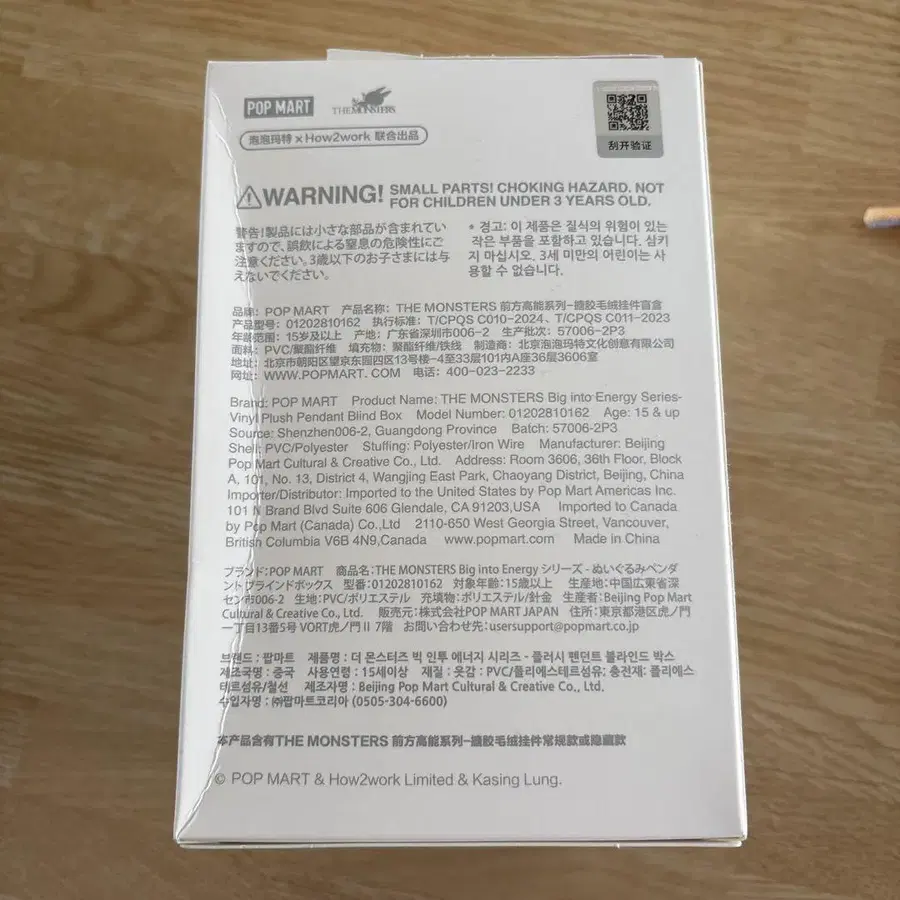 POP MART THE MONSTERS
泡泡玛特×How2work 联合出品
刮开验证
WARNING! SMALL PARTS! CHOKING HAZARD. NOT
FOR CHILDREN UNDER 3 YEARS OLD.
警告!製品には小さな部品が含まれてい
ますので、誤飲による窒息の危険性にご
注意ください。3歳以下のお子さまには与
えないでください。
• 경고: 이 제품은 질식의 위험이 있는
작은 부품을 포함하고 있습니다. 삼키
지 마십시오. 3세 미만의 어린이는 사
용할 수 없습니다.
品牌: POP MART 产品名称: THE MONSTERS 前方高能系列-搪胶毛绒挂件盲盒
产品型号: 01202810162 执行标准: T/CPQS C010-2024、T/CPQS C011-2023
年龄范围: 15岁及以上 产地: 广东省深圳市006-2 生产批次: 57006-2P3
面料: PVC/聚酯纤维 填充物: 聚酯纤维/铁线 制造商: 北京泡泡玛特文化创意有限公司
地址: 北京市朝阳区望京东园四区13号楼-4至33层101内A座36层3606室
网址: WWW.POPMART. COM 电话: 400-023-2233
Brand: POP MART Product Name: THE MONSTERS Big into Energy Series-
Vinyl Plush Pendant Blind Box Model Number: 01202810162 Age: 15 & up
Source: Shenzhen006-2, Guangdong Province Batch: 57006-2P3
Shell: PVC/Polyester Stuffing: Polyester/Iron Wire Manufacturer: Beijing
Pop Mart Cultural & Creative Co., Ltd. Address: Room 3606, 36th Floor, Block
A, 101, No. 13, District 4, Wangjing East Park, Chaoyang District, Beijing, China
Importer/Distributor: Imported to the United States by Pop Mart Americas Inc.
101 N Brand Blvd Suite 606 Glendale, CA 91203,USA Imported to Canada
by Pop Mart (Canada) Co.,Ltd 2110-650 West Georgia Street, Vancouver,
British Columbia V6B 4N9,Canada www.popmart.com Made in China
ブランド:POP MART 商品名:THE MONSTERS Big into Energy シリーズ - ぬいぐるみペンダ
ント ブラインドボックス 型番:01202810162 対象年齢:15歳以上 生産地:中国広東省深
セン市006-2 生地:PVC/ポリエステル 充填物:ポリエステル/針金 生産者:Beijing Pop Mart
Cultural & Creative Co., Ltd. 販売元:株式会社POP MART JAPAN 住所:東京都港区虎ノ門
一丁目13番5号 VORT虎ノ門Ⅱ 7階 お問い合わせ先:usersupport@popmart.co.jp
브랜드 : 팝마트 제품명 : 더 몬스터즈 빅 인투 에너지 시리즈 - 플러시 펜던트 블라인드 박스
제조국명 : 중국 사용연령 : 15세이상 재질 : 옷감 : PVC/폴리에스테르섬유: 충전재: 폴리에스
테르섬유/철선 제조자명 : Beijing Pop Mart Cultural & Creative Co., Ltd.
수입자명 : ㈜팝마트코리아 (0505-304-6600)
本产品含有THE MONSTERS 前方高能系列-搪胶毛绒挂件常规款或隐藏款
© POP MART & How2work Limited & Kasing Lung.